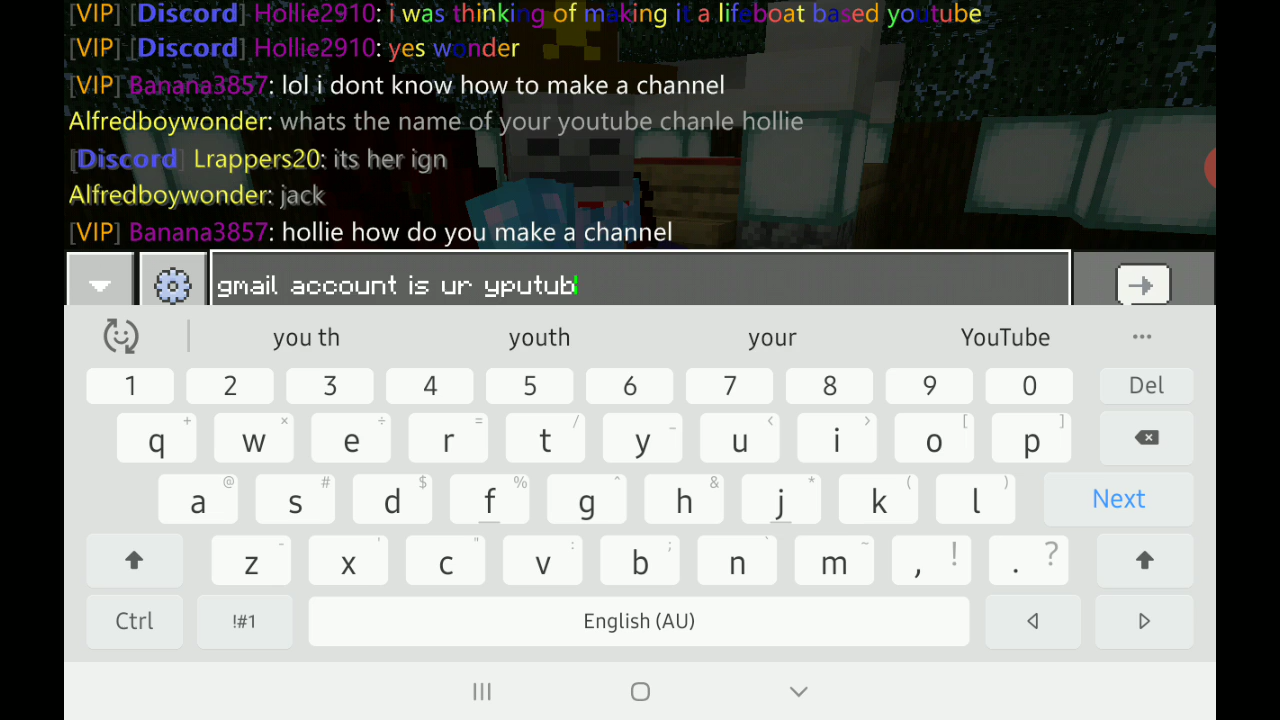 [VIP] [Discord] Hollie2910: i was thinking of making it a lifeboat based youtube
[VIP] [Discord] Hollie2910: yes wonder
[VIP] Banana3857: lol i dont know how to make a channel
Alfredboywonder: whats the name of your youtube chanle hollie
[Discord] Lrappers20: its her ign
Alfredboywonder: jack
[VIP] Banana3857: hollie how do you make a channel
gmail account is ur yputub
you th youth your YouTube ...
1 2 3 4 5 6 7 8 9 0 Del
+ × ÷ = / _ < > [ ]
q w e r t y u i o p
@ # $ % ^ & * ( )
a s d f g h j k l Next
- ' " : ; ` ~ ! ?
z x c v b n m , .
Ctrl !#1 English (AU)